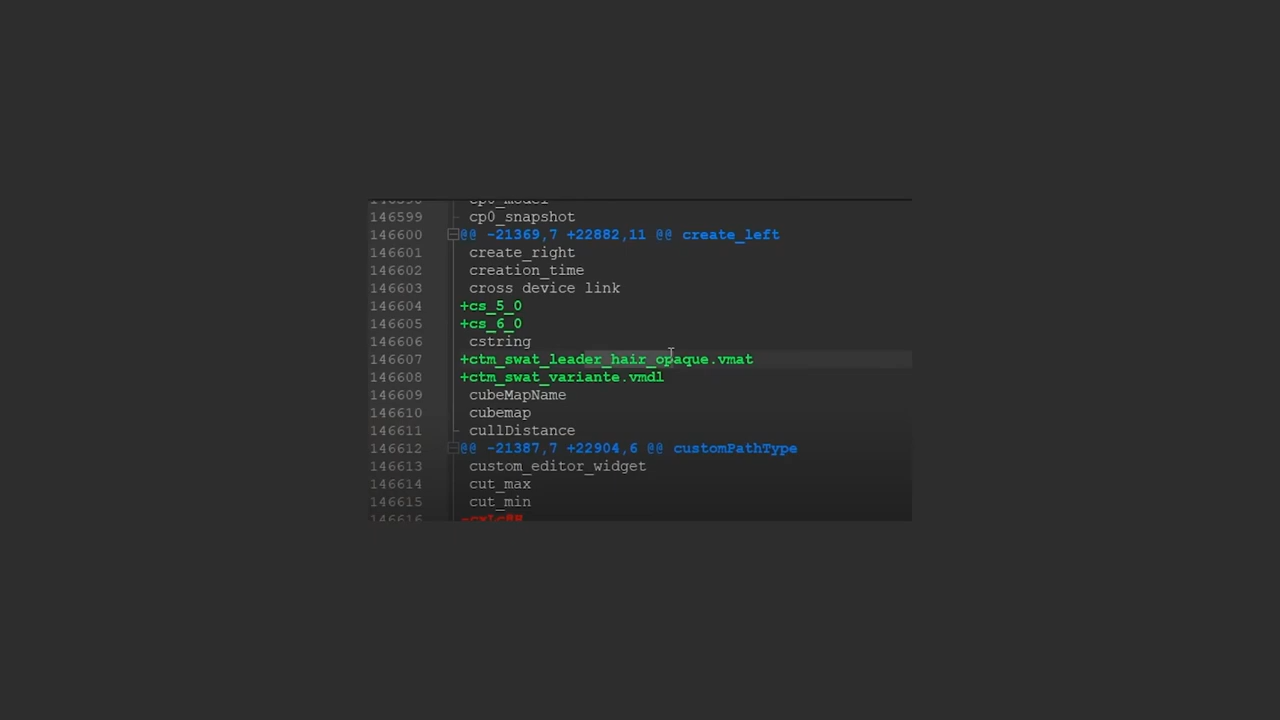 146599 cp0_snapshot
146600 @@ -21369,7 +22882,11 @@ create_left
146601 create_right
146602 creation_time
146603 cross device link
146604 +cs_5_0
146605 +cs_6_0
146606 cstring
146607 +ctm_swat_leader_hair_opaque.vmat
146608 +ctm_swat_variante.vmdl
146609 cubeMapName
146610 cubemap
146611 cullDistance
146612 @@ -21387,7 +22904,6 @@ customPathType
146613 custom_editor_widget
146614 cut_max
146615 cut_min
146616